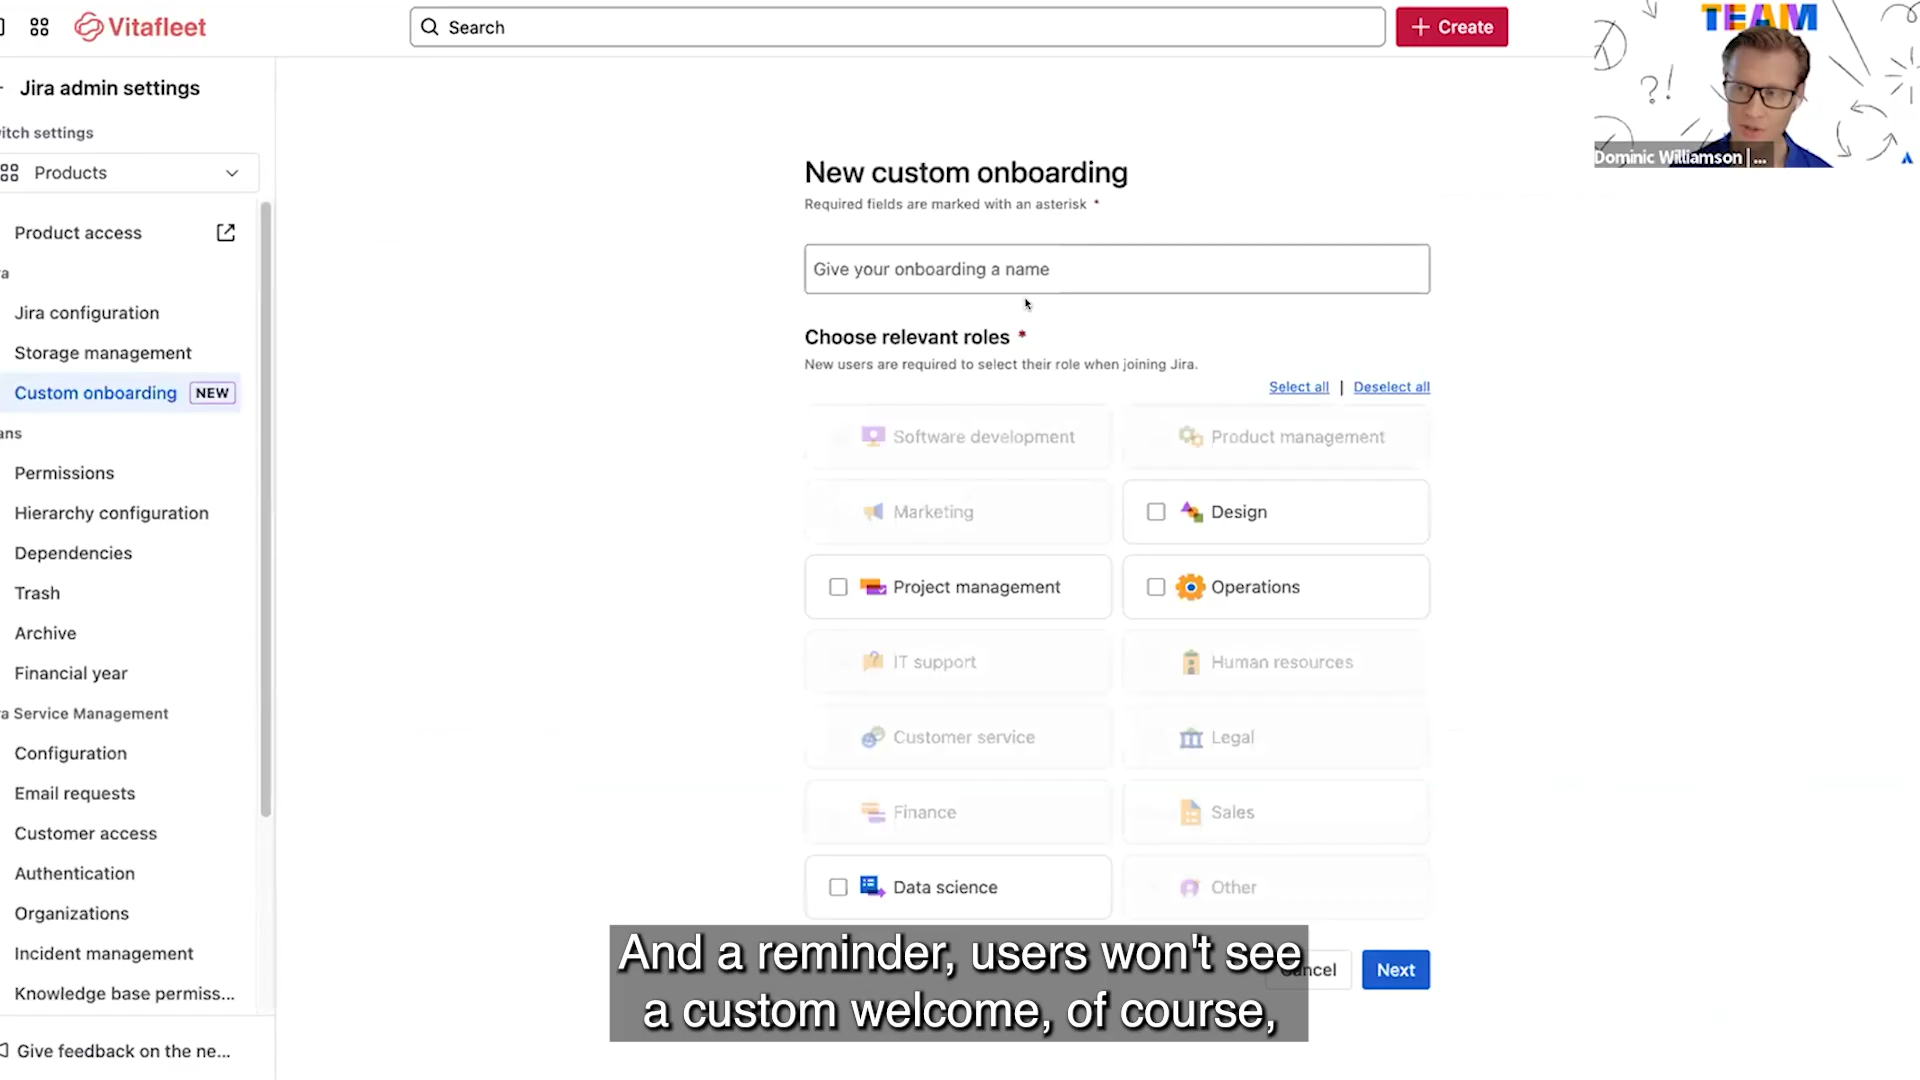 Vitafleet
Search
+ Create
TEAM
?!
Dominic Williamson | ...
Jira admin settings
itch settings
Products
Product access
a
Jira configuration
Storage management
Custom onboarding NEW
ans
Permissions
Hierarchy configuration
Dependencies
Trash
Archive
Financial year
a Service Management
Configuration
Email requests
Customer access
Authentication
Organizations
Incident management
Knowledge base permiss...
Give feedback on the ne...
New custom onboarding
Required fields are marked with an asterisk *
Give your onboarding a name
Choose relevant roles *
New users are required to select their role when joining Jira.
Select all | Deselect all
Software development
Product management
Marketing
Design
Project management
Operations
IT support
Human resources
Customer service
Legal
Finance
Sales
Data science
Other
ncel
Next
And a reminder, users won't see
a custom welcome, of course,